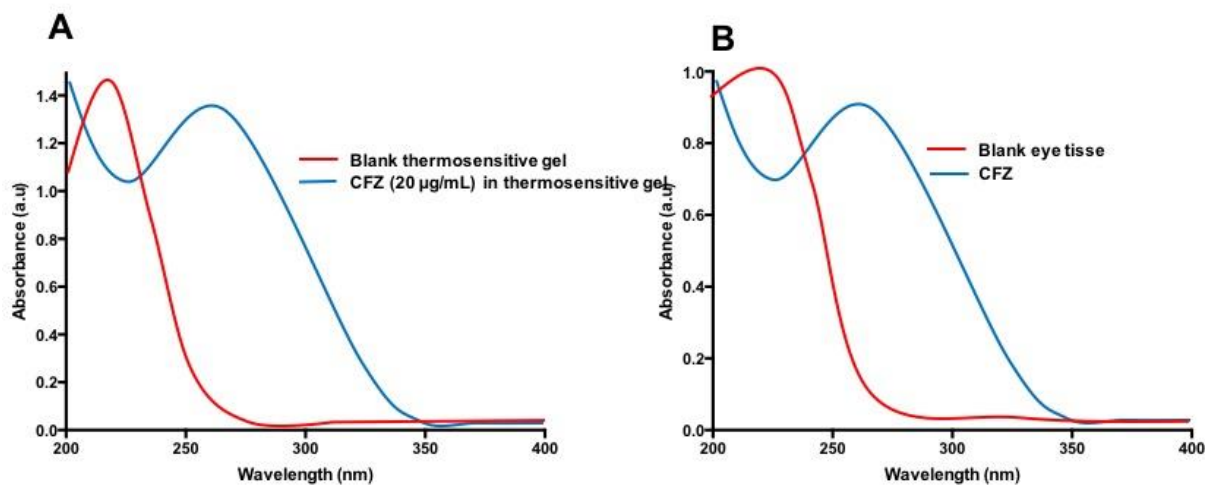 A
1.4
1.2
1.0
0.8
0.6
0.4
0.2
0.0
Absorbance (a.u)
200
250
300
350
400
Wavelength (nm)
Blank thermosensitive gel
CFZ (20 µg/mL) in thermosensitive gel
B
1.0
0.8
0.6
0.4
0.2
0.0
Absorbance (a.u)
200
250
300
350
400
Wavelength (nm)
Blank eye tisse
CFZ